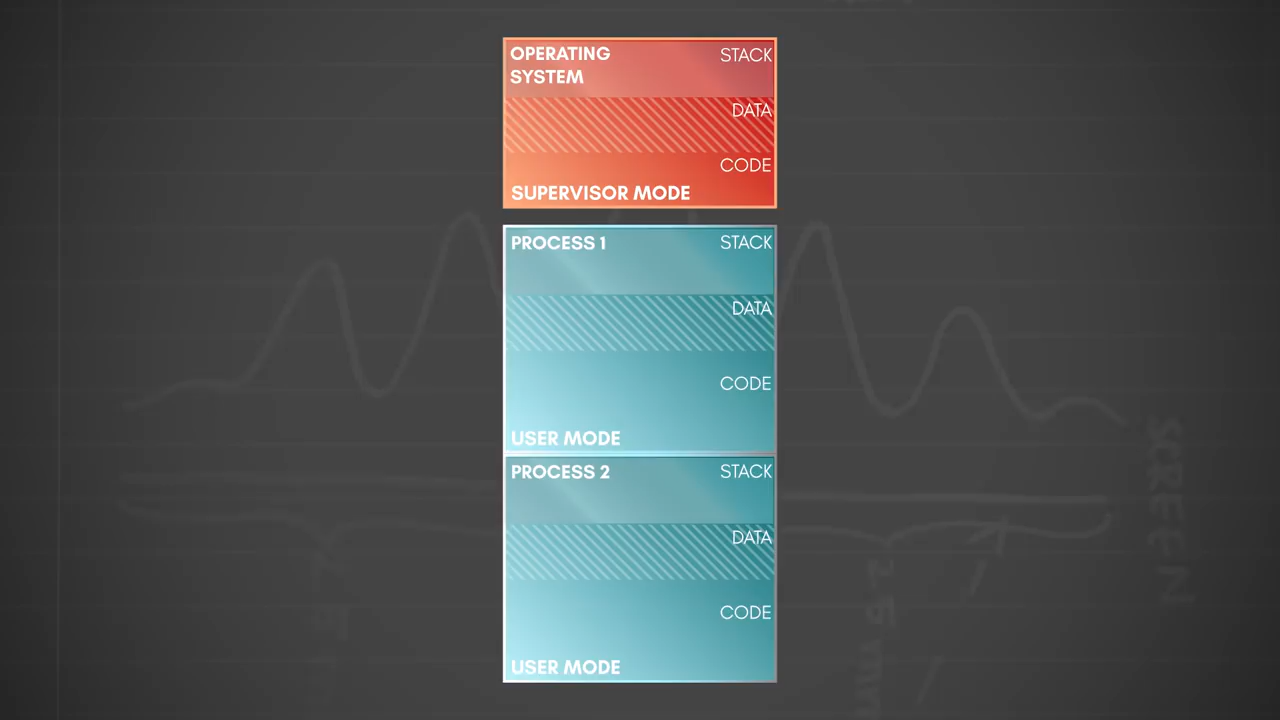 OPERATING STACK
SYSTEM
DATA
CODE
SUPERVISOR MODE
PROCESS 1 STACK
DATA
CODE
USER MODE
PROCESS 2 STACK
DATA
CODE
USER MODE
SCREEN